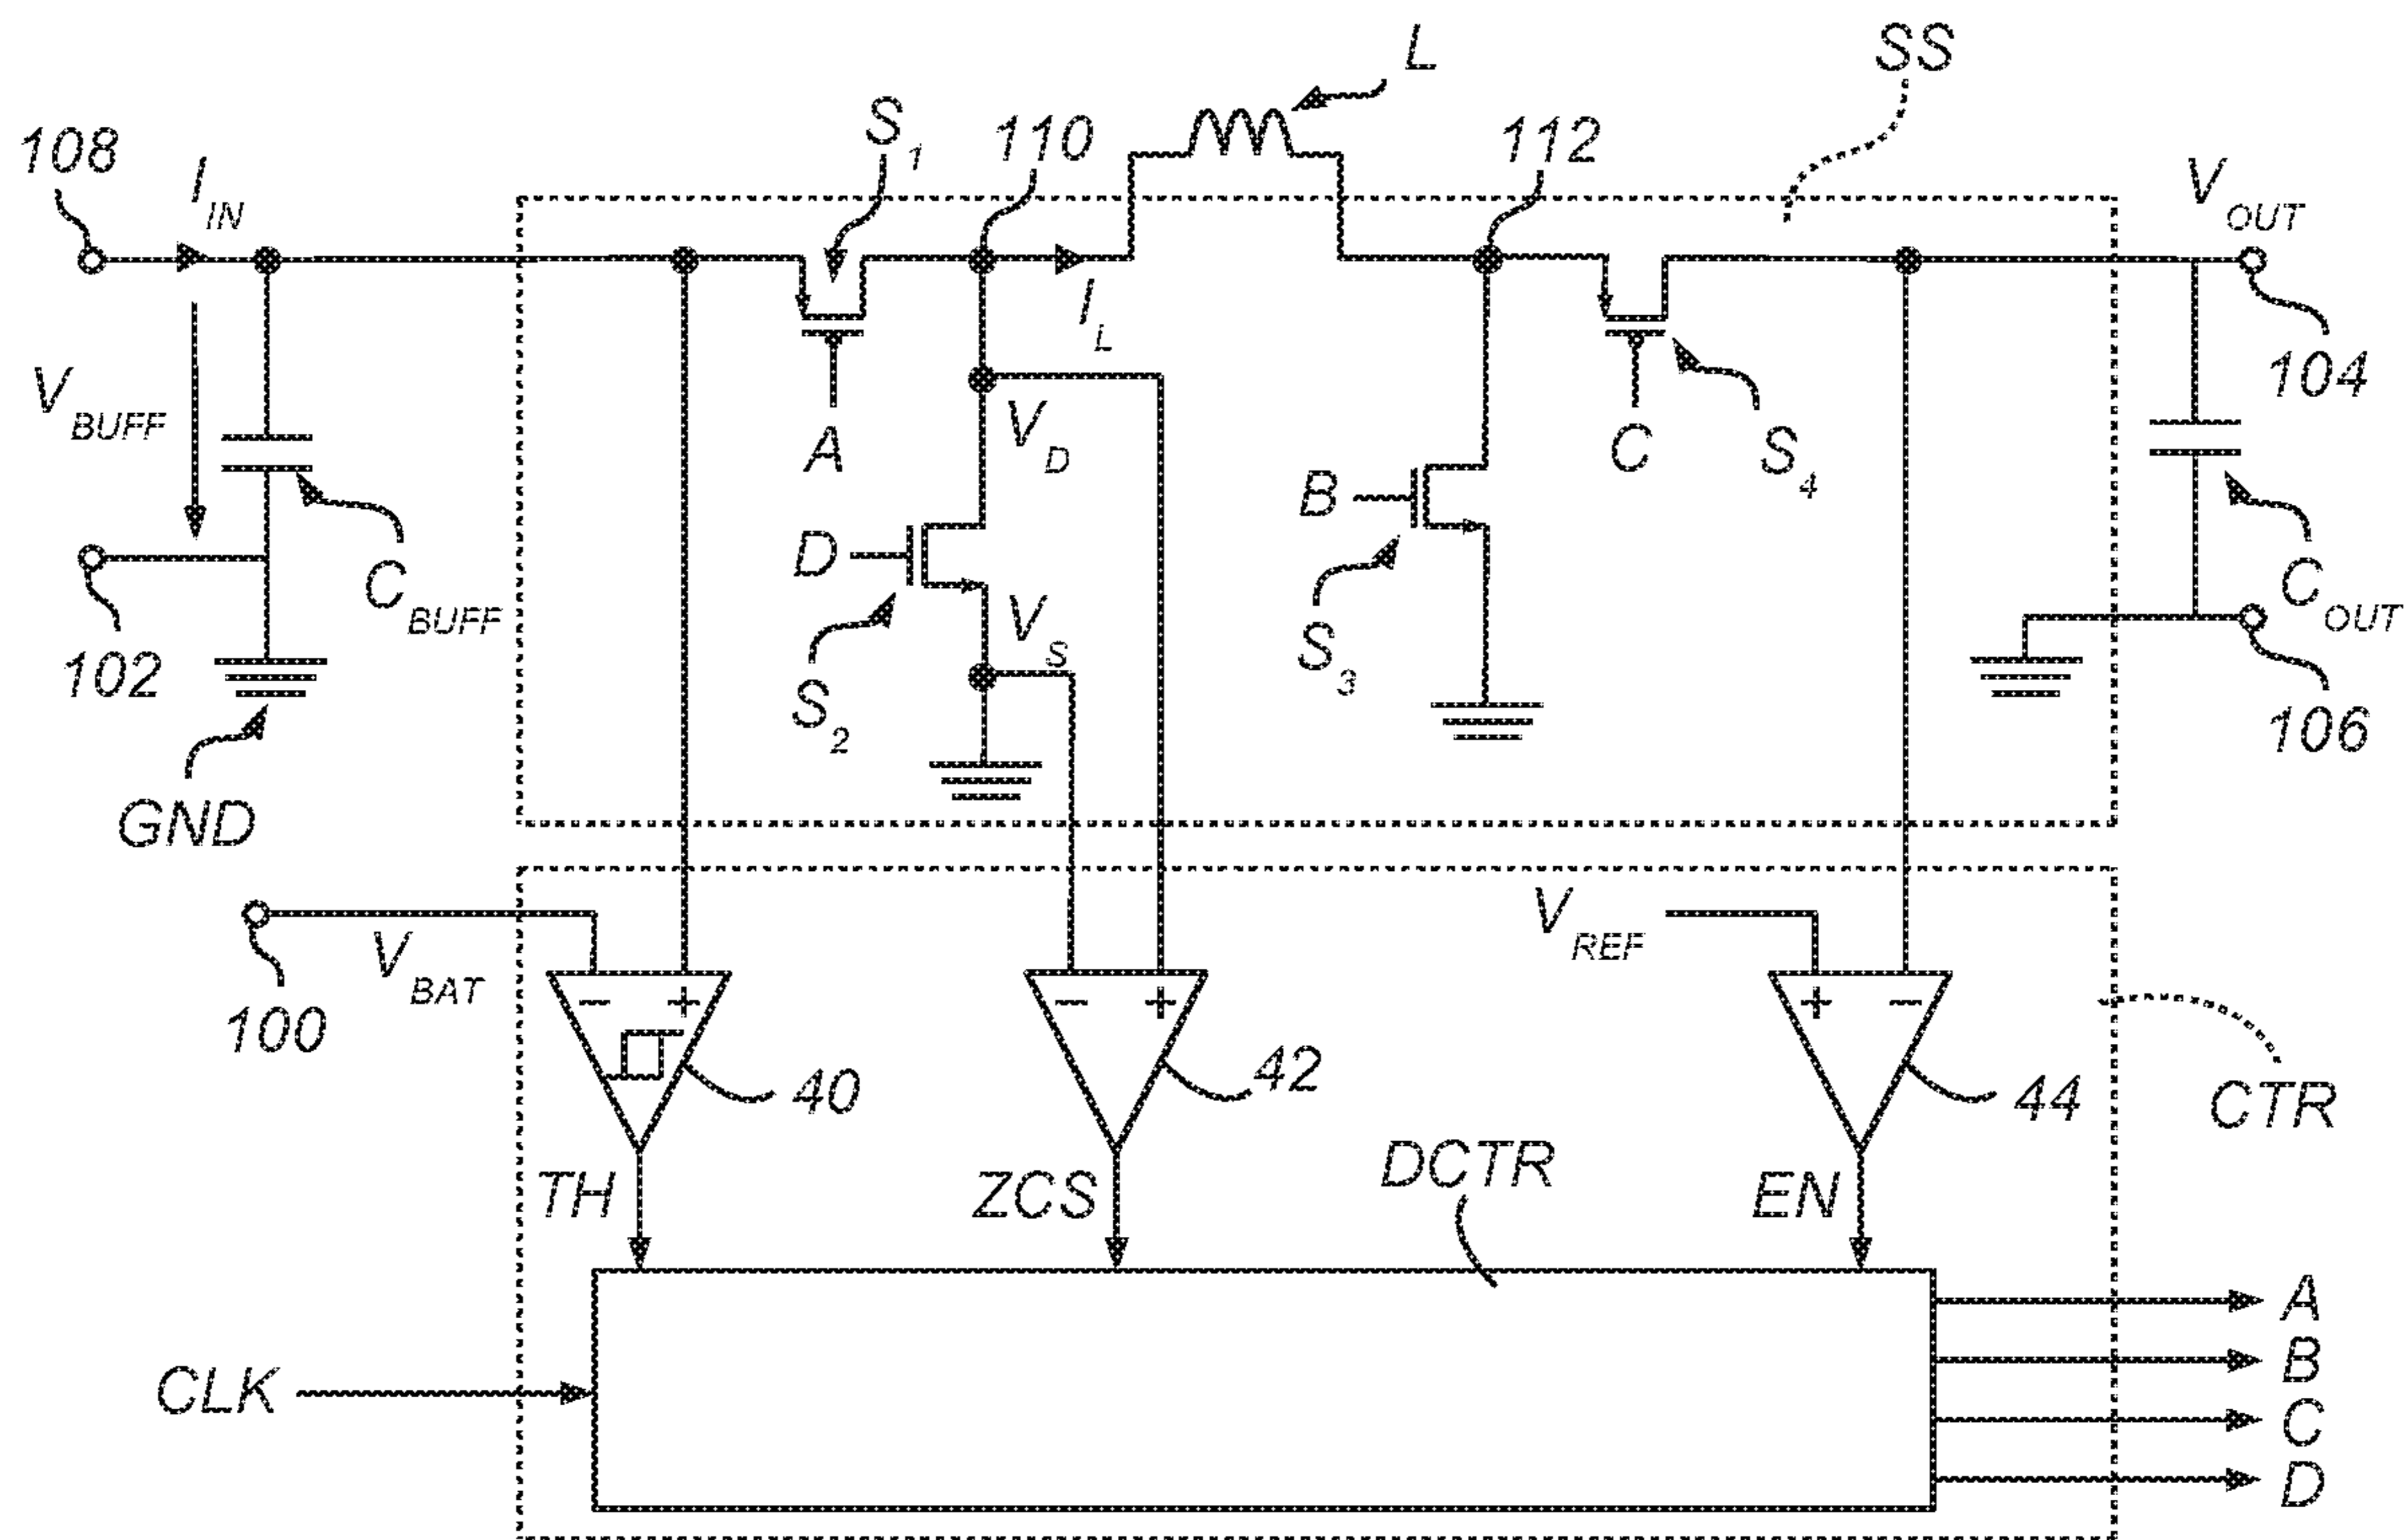 L
SS
S1
110
112
108
IIN
VOUT
IL
104
VBUFF
A
VD
C
S4
B
D
CBUFF
VS
COUT
102
S3
S2
106
GND
VREF
VBAT
100
- +
- +
+ -
40
42
44
CTR
TH
ZCS
DCTR
EN
A
B
CLK
C
D